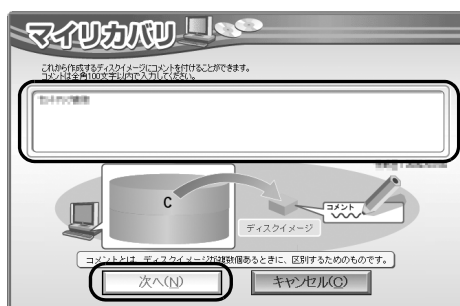 マイリカバリ
これから作成するディスクイメージにコメントを付けることができます。
コメントは全角100文字以内で入力してください。
C
コメント
ディスクイメージ
コメントとは、ディスクイメージが複数個あるときに、区別するためのものです。
次へ(N)
キャンセル(C)